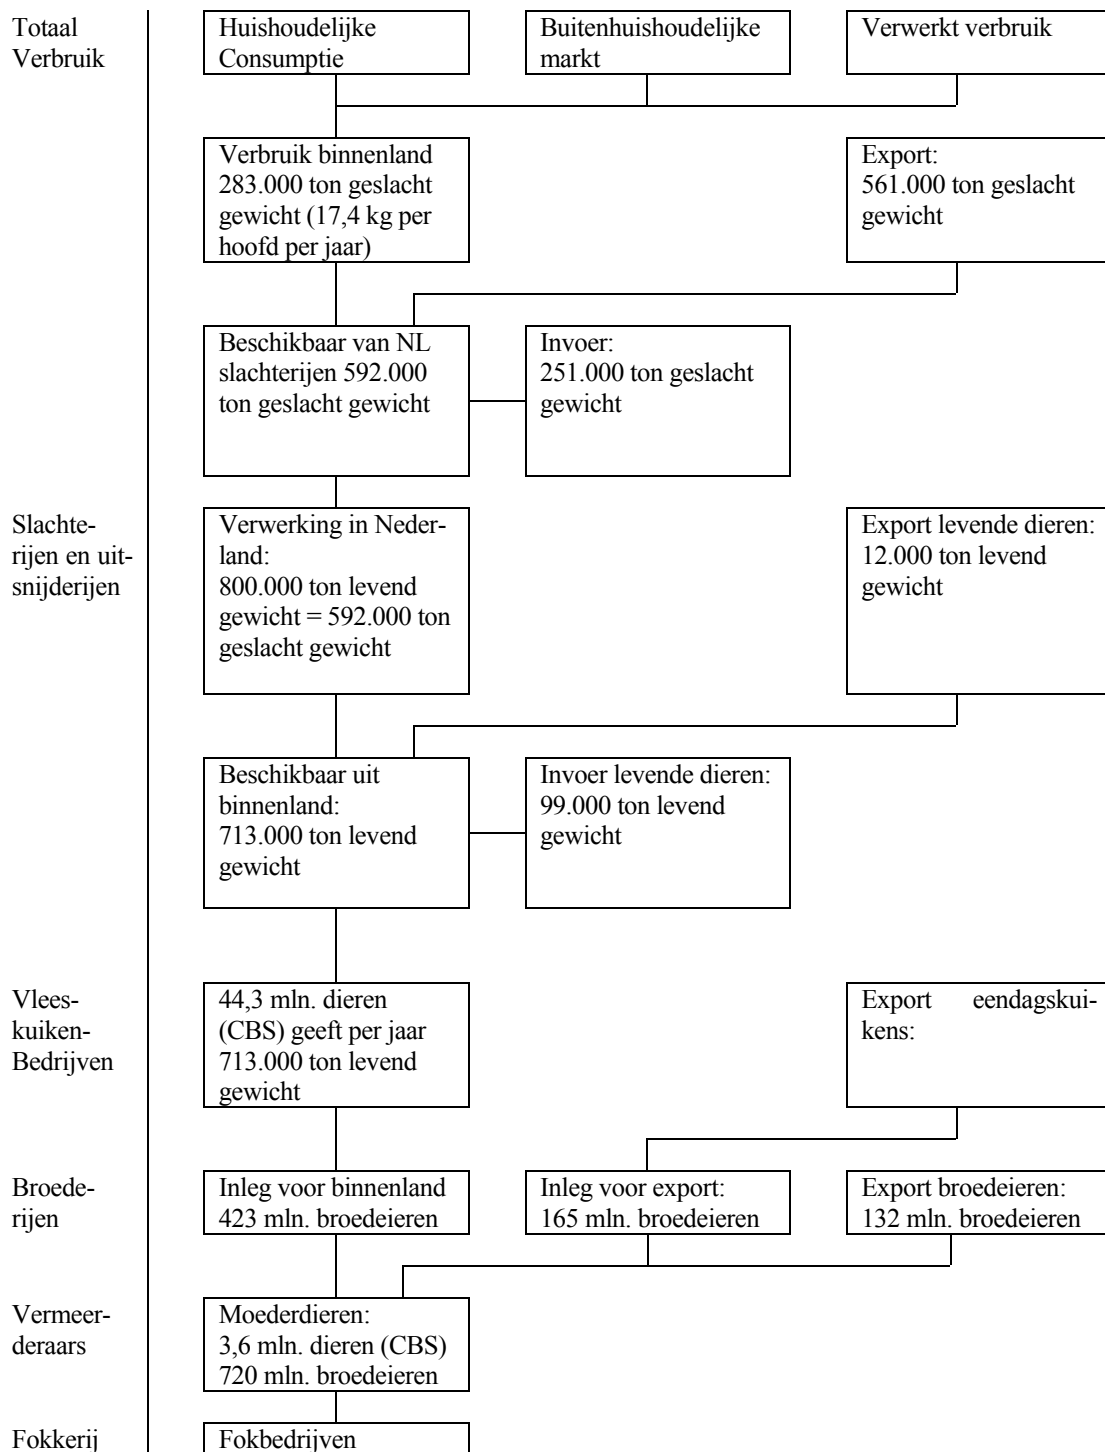 Totaal
Verbruik
Huishoudelijke
Consumptie
Buitenhuishoudelijke
markt
Verwerkt verbruik
Verbruik binnenland
283.000 ton geslacht
gewicht (17,4 kg per
hoofd per jaar)
Export:
561.000 ton geslacht
gewicht
Beschikbaar van NL
slachterijen 592.000
ton geslacht gewicht
Invoer:
251.000 ton geslacht
gewicht
Slachte-
rijen en uit-
snijderijen
Verwerking in Neder-
land:
800.000 ton levend
gewicht = 592.000 ton
geslacht gewicht
Export levende dieren:
12.000 ton levend
gewicht
Beschikbaar uit
binnenland:
713.000 ton levend
gewicht
Invoer levende dieren:
99.000 ton levend
gewicht
Vlees-
kuiken-
Bedrijven
44,3 mln. dieren
(CBS) geeft per jaar
713.000 ton levend
gewicht
Export eendagskui-
kens:
Broede-
rijen
Inleg voor binnenland
423 mln. broedeieren
Inleg voor export:
165 mln. broedeieren
Export broedeieren:
132 mln. broedeieren
Vermeer-
deraars
Moederdieren:
3,6 mln. dieren (CBS)
720 mln. broedeieren
Fokkerij
Fokbedrijven